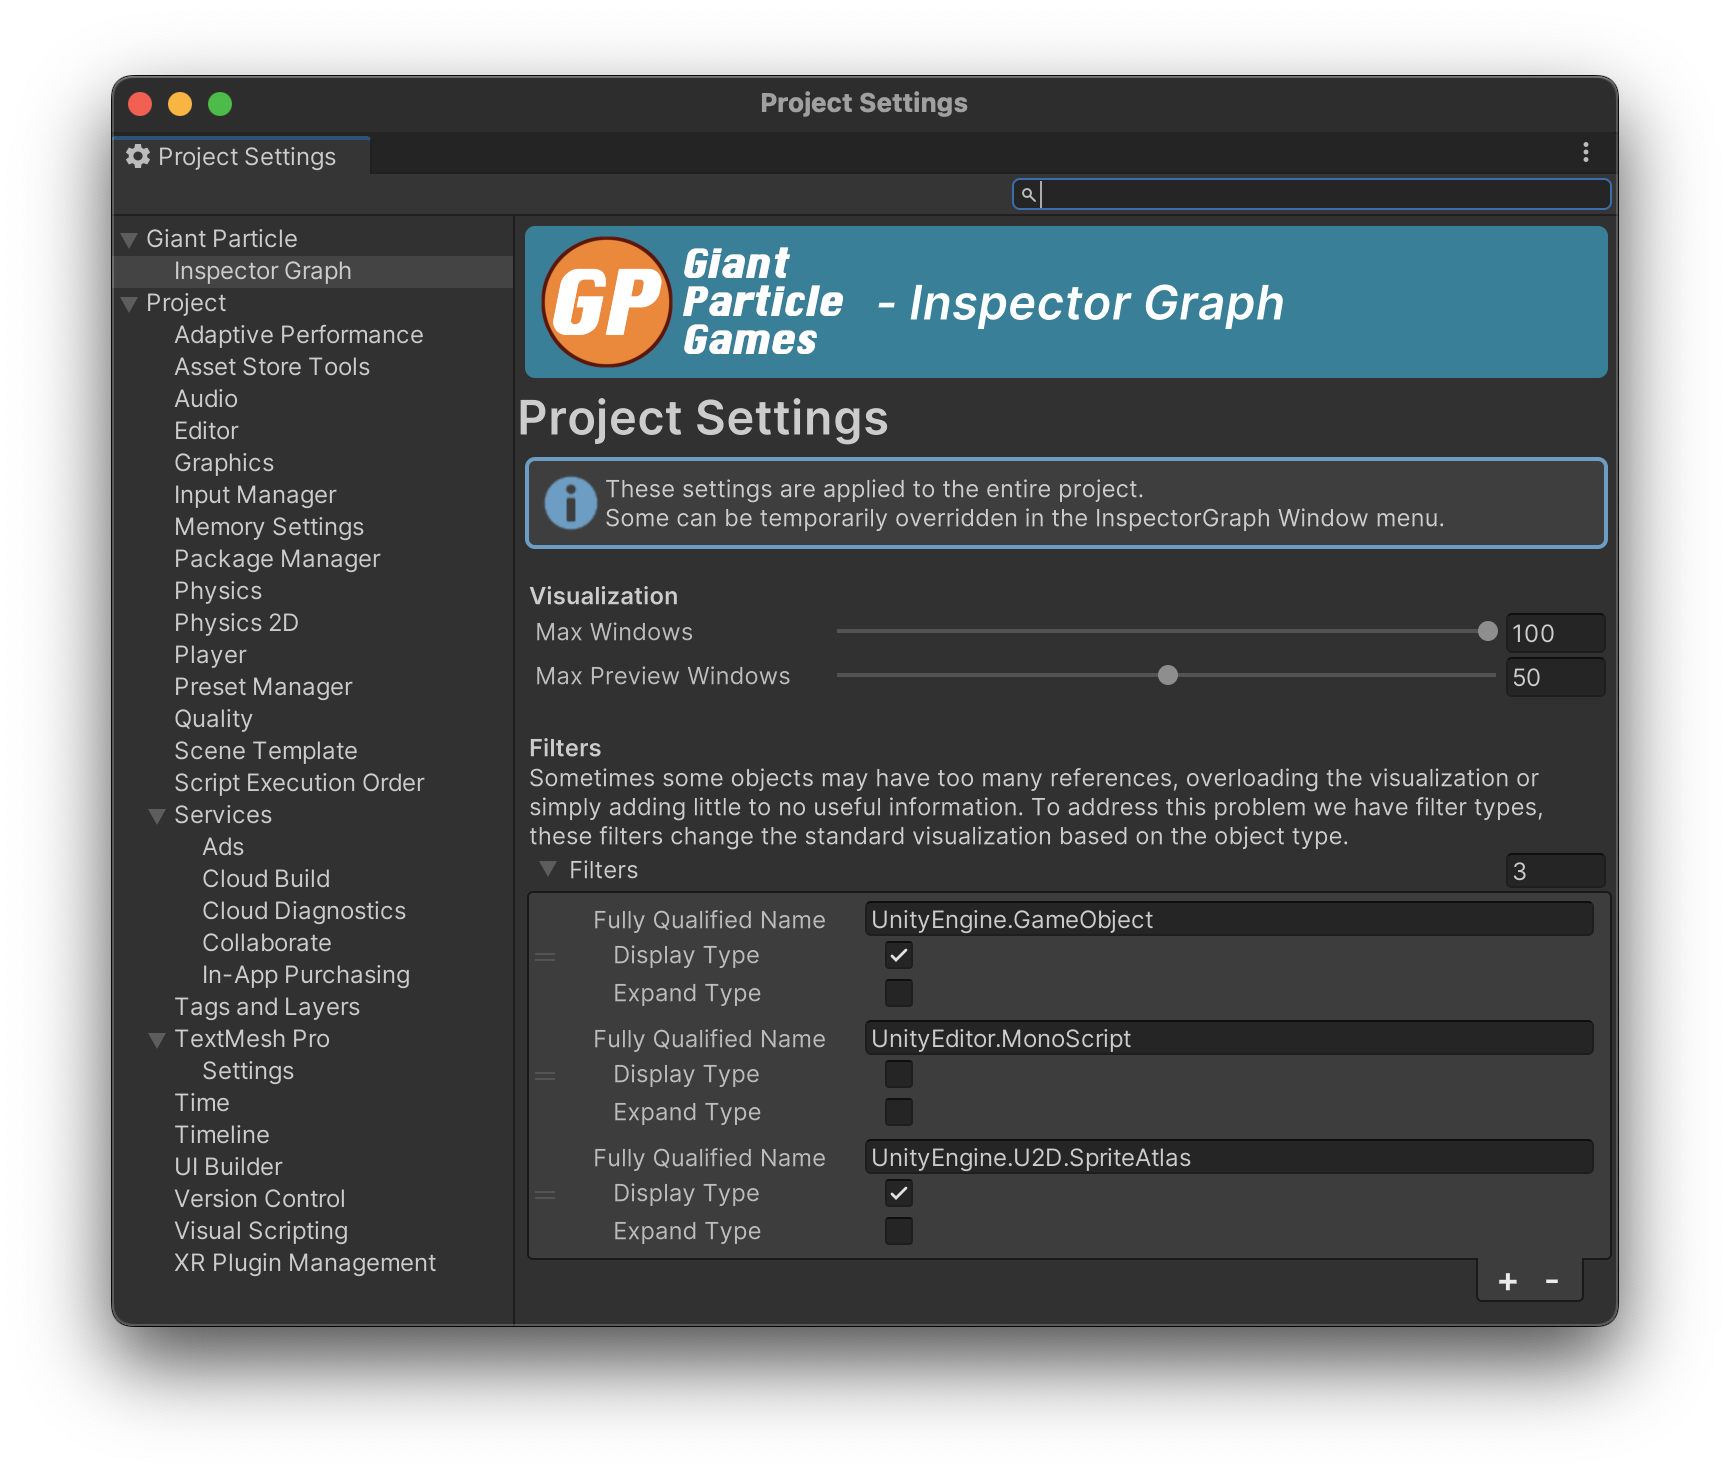 Project Settings
Project Settings
Giant Particle
Inspector Graph
Project
Adaptive Performance
Asset Store Tools
Audio
Editor
Graphics
Input Manager
Memory Settings
Package Manager
Physics
Physics 2D
Player
Preset Manager
Quality
Scene Template
Script Execution Order
Services
Ads
Cloud Build
Cloud Diagnostics
Collaborate
In-App Purchasing
Tags and Layers
TextMesh Pro
Settings
Time
Timeline
UI Builder
Version Control
Visual Scripting
XR Plugin Management
GP
Giant
Particle
Games
- Inspector Graph
Project Settings
These settings are applied to the entire project.
Some can be temporarily overridden in the InspectorGraph Window menu.
Visualization
Max Windows 100
Max Preview Windows 50
Filters
Sometimes some objects may have too many references, overloading the visualization or
simply adding little to no useful information. To address this problem we have filter types,
these filters change the standard visualization based on the object type.
Filters 3
Fully Qualified Name UnityEngine.GameObject
Display Type
Expand Type
Fully Qualified Name UnityEditor.MonoScript
Display Type
Expand Type
Fully Qualified Name UnityEngine.U2D.SpriteAtlas
Display Type
Expand Type
+ -